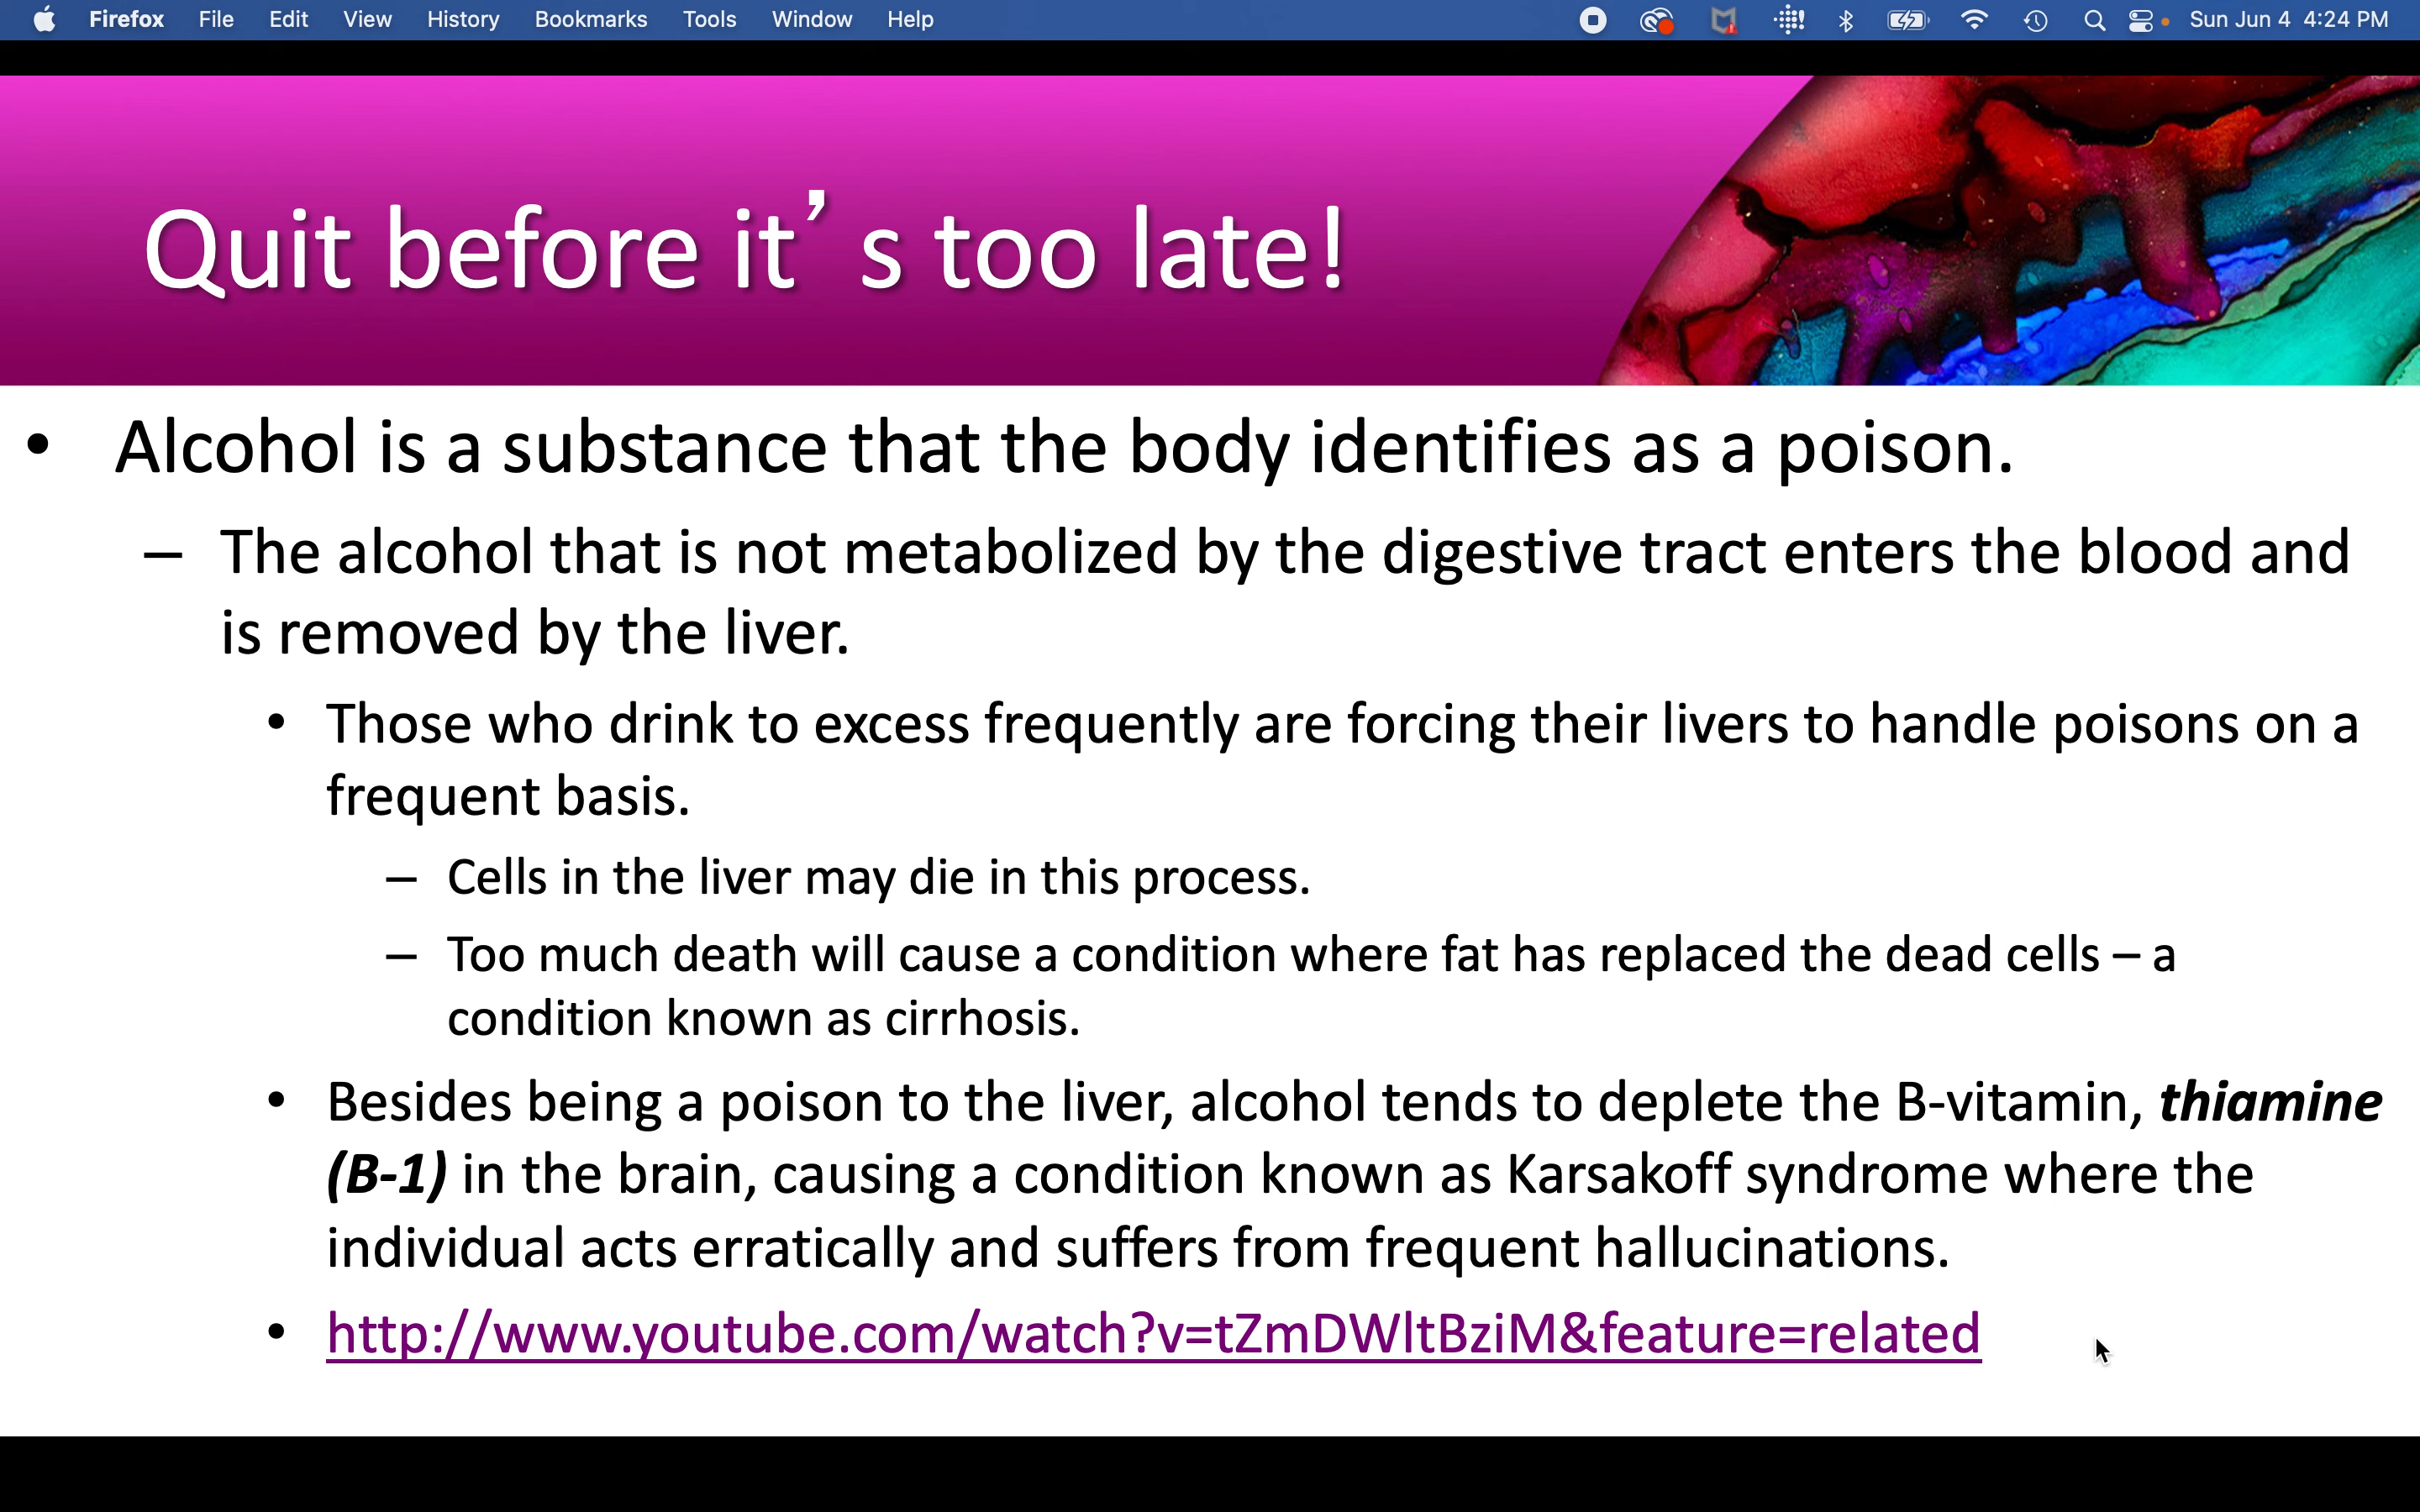 Firefox File Edit View History Bookmarks Tools Window Help Sun Jun 4 4:24 PM
Quit before it’s too late!
• Alcohol is a substance that the body identifies as a poison.
– The alcohol that is not metabolized by the digestive tract enters the blood and
is removed by the liver.
• Those who drink to excess frequently are forcing their livers to handle poisons on a
frequent basis.
– Cells in the liver may die in this process.
– Too much death will cause a condition where fat has replaced the dead cells – a
condition known as cirrhosis.
• Besides being a poison to the liver, alcohol tends to deplete the B-vitamin, thiamine
(B-1) in the brain, causing a condition known as Karsakoff syndrome where the
individual acts erratically and suffers from frequent hallucinations.
• http://www.youtube.com/watch?v=tZmDWltBziM&feature=related